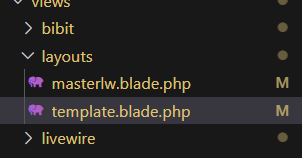 views
bibit
layouts
masterlw.blade.php M
template.blade.php M
livewire